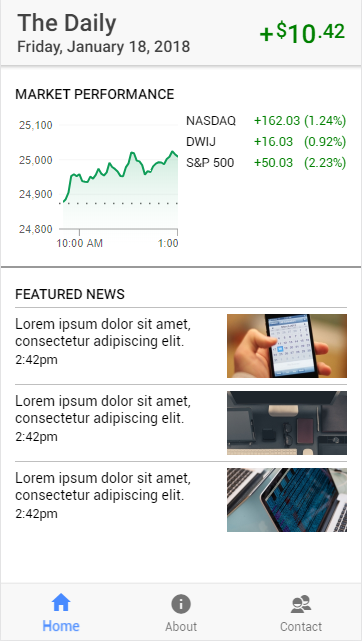 The Daily
Friday, January 18, 2018
+$10.42
MARKET PERFORMANCE
25,100
25,000
24,900
24,800
10:00 AM
1:00
NASDAQ +162.03 (1.24%)
DWIJ +16.03 (0.92%)
S&P 500 +50.03 (2.23%)
FEATURED NEWS
Lorem ipsum dolor sit amet,
consectetur adipiscing elit.
2:42pm
Lorem ipsum dolor sit amet,
consectetur adipiscing elit.
2:42pm
Lorem ipsum dolor sit amet,
consectetur adipiscing elit.
2:42pm
Home
About
Contact